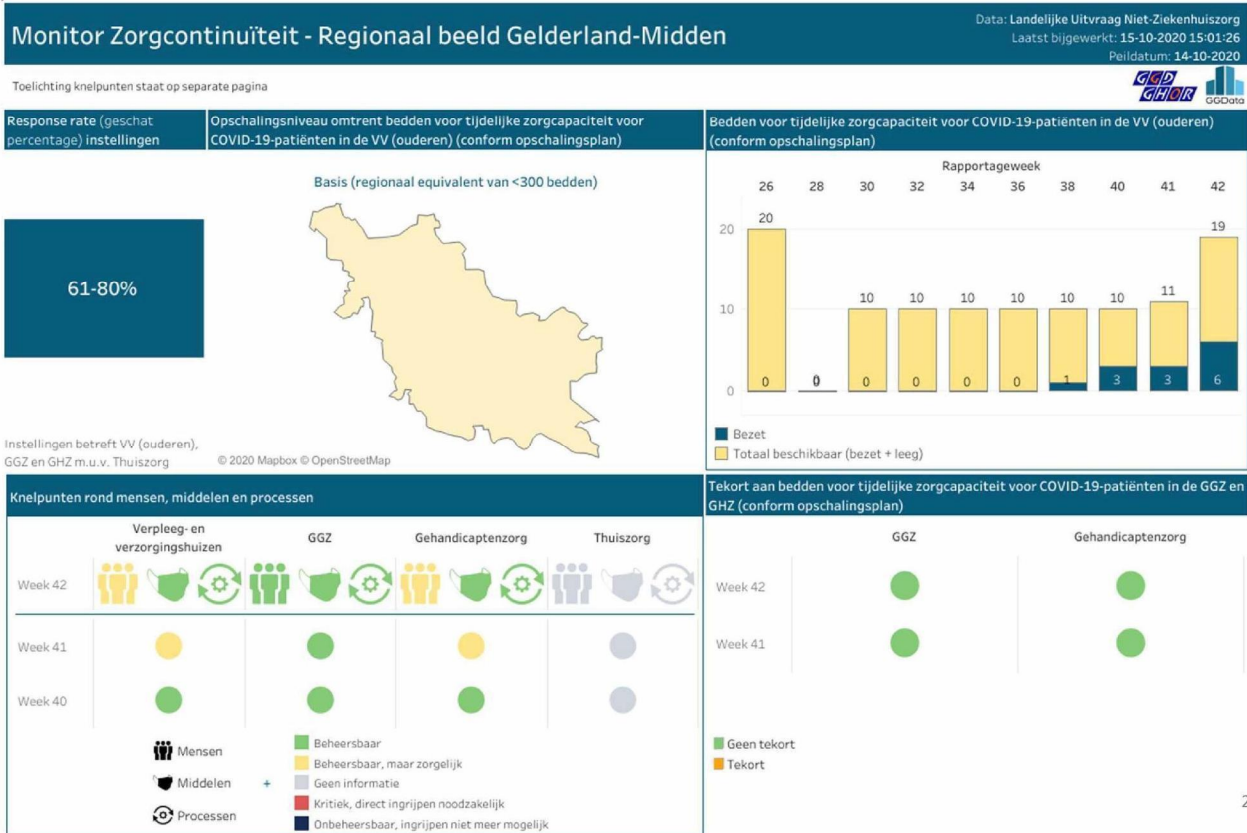 Monitor Zorgcontinuïteit - Regionaal beeld Gelderland-Midden
Data: Landelijke Uitvraag Niet-Ziekenhuiszorg
Laatst bijgewerkt: 15-10-2020 15:01:26
Peildatum: 14-10-2020
Toelichting knelpunten staat op separate pagina
GGD
GHOR
GGData
Response rate (geschat
percentage) instellingen
61-80%
Instellingen betreft VV (ouderen),
GGZ en GHZ m.u.v. Thuiszorg
Opschalingsniveau omtrent bedden voor tijdelijke zorgcapaciteit voor
COVID-19-patiënten in de VV (ouderen) (conform opschalingsplan)
Basis (regionaal equivalent van <300 bedden)
© 2020 Mapbox © OpenStreetMap
Bedden voor tijdelijke zorgcapaciteit voor COVID-19-patiënten in de VV (ouderen)
(conform opschalingsplan)
Rapportageweek
26 28 30 32 34 36 38 40 41 42
20
10
0
20 0 10 10 10 10 10 10 11 19
0 0 0 0 0 0 1 3 3 6
Bezet
Totaal beschikbaar (bezet + leeg)
Knelpunten rond mensen, middelen en processen
Verpleeg- en
verzorgingshuizen
GGZ
Gehandicaptenzorg
Thuiszorg
Week 42
Week 41
Week 40
Mensen
Middelen
Processen
+
Beheersbaar
Beheersbaar, maar zorgelijk
Geen informatie
Kritiek, direct ingrijpen noodzakelijk
Onbeheersbaar, ingrijpen niet meer mogelijk
Tekort aan bedden voor tijdelijke zorgcapaciteit voor COVID-19-patiënten in de GGZ en
GHZ (conform opschalingsplan)
GGZ
Gehandicaptenzorg
Week 42
Week 41
Geen tekort
Tekort
2